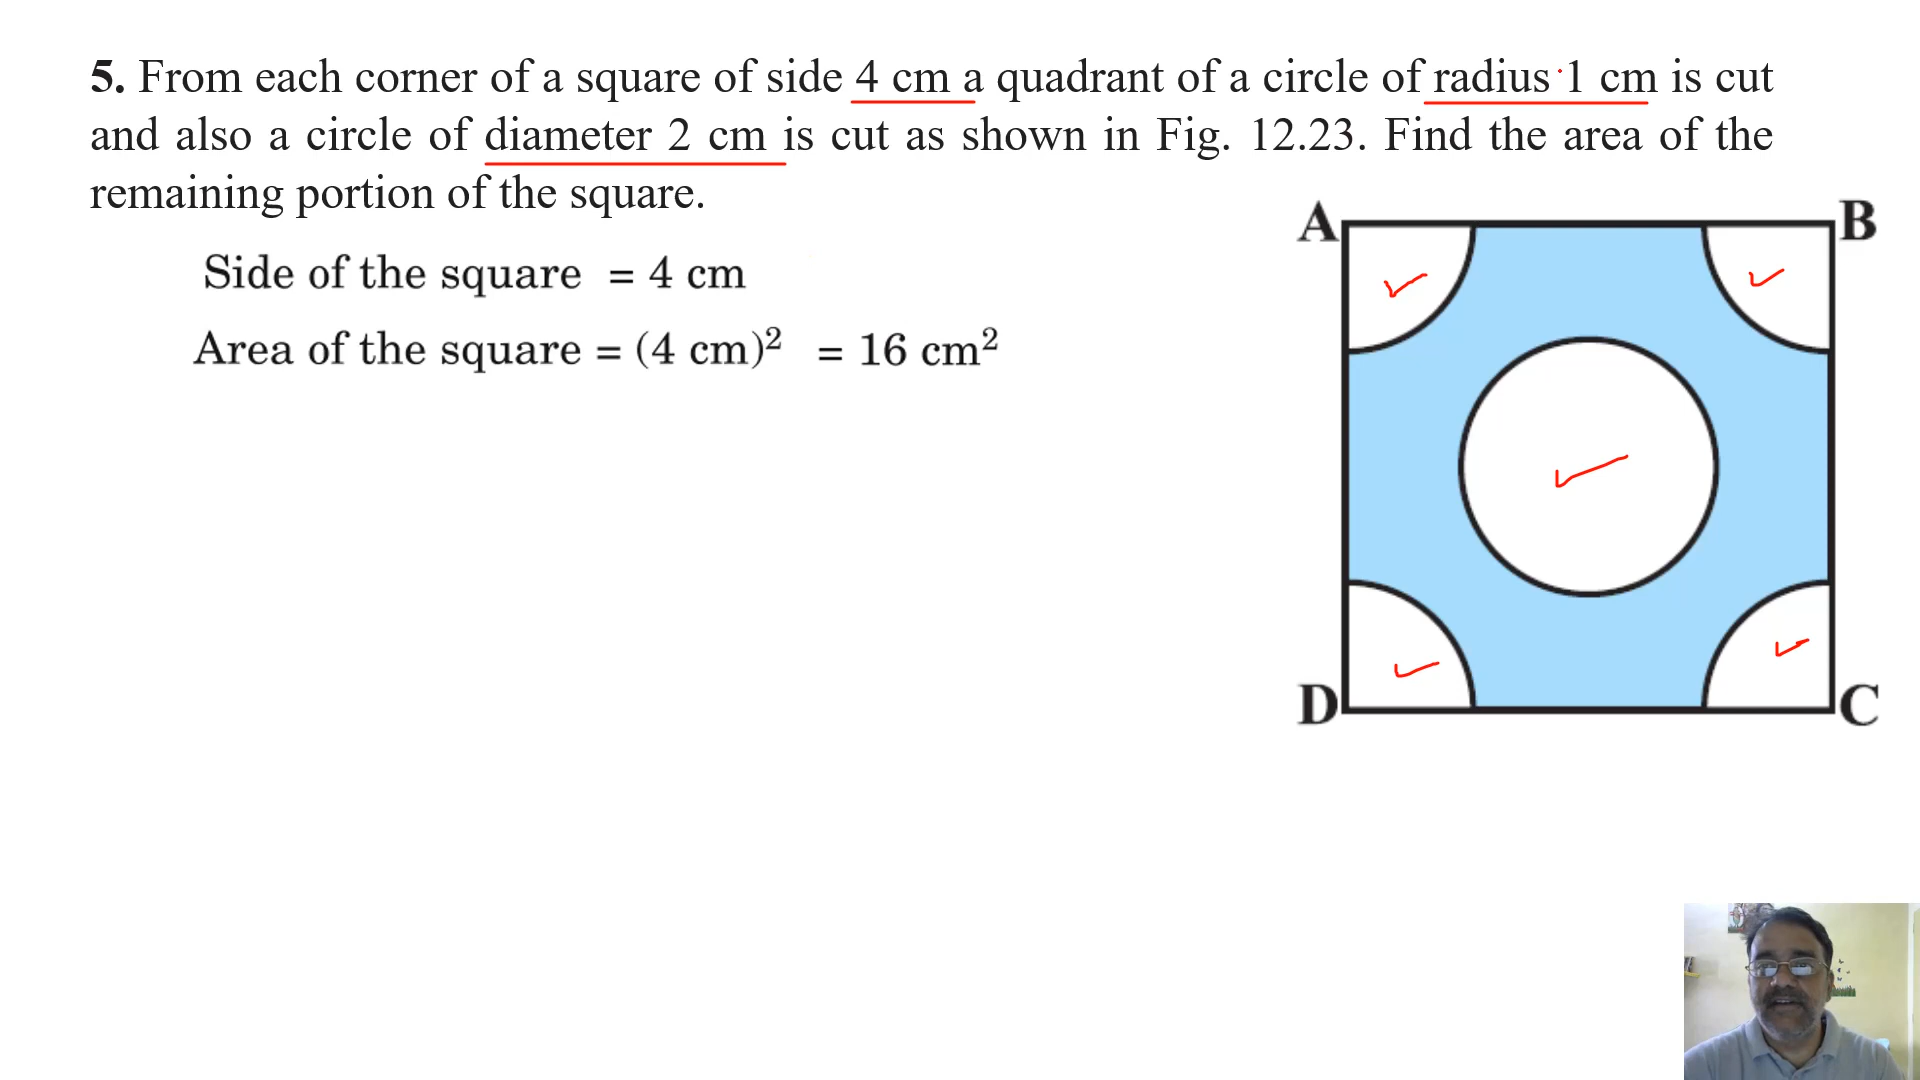 5. From each corner of a square of side 4 cm a quadrant of a circle of radius 1 cm is cut
and also a circle of diameter 2 cm is cut as shown in Fig. 12.23. Find the area of the
remaining portion of the square.
A B
Side of the square = 4 cm
Area of the square = (4 cm)² = 16 cm²
D C